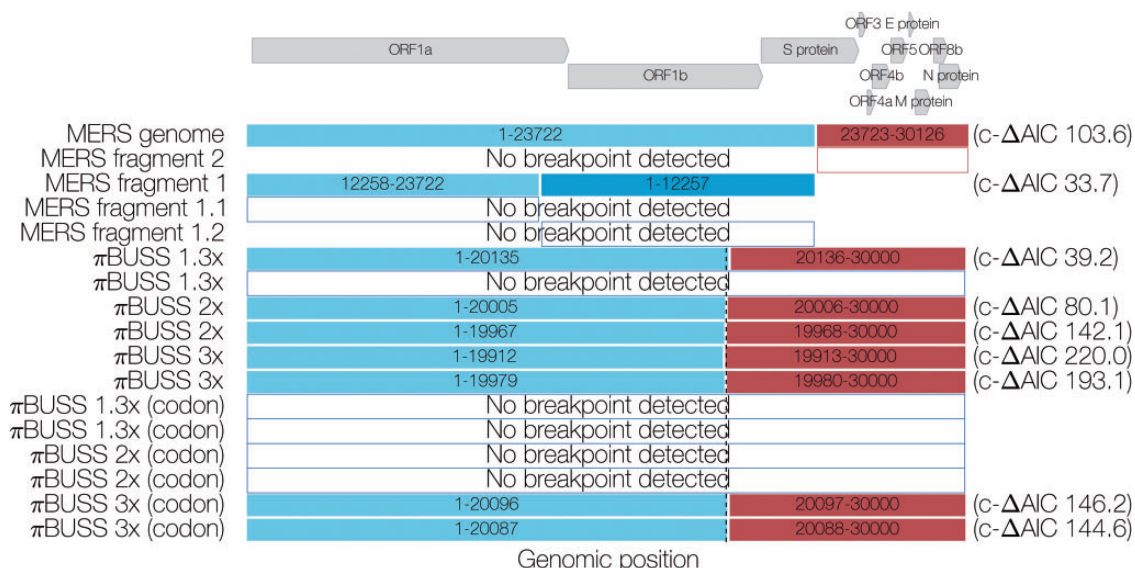 ORF3 E protein
ORF1a S protein ORF5 ORF8b
ORF1b ORF4b N protein
ORF4a M protein
MERS genome 1-23722 23723-30126 (c-ΔAIC 103.6)
MERS fragment 2 No breakpoint detected
MERS fragment 1 12258-23722 1-12257 (c-ΔAIC 33.7)
MERS fragment 1.1 No breakpoint detected
MERS fragment 1.2 No breakpoint detected
πBUSS 1.3x 1-20135 20136-30000 (c-ΔAIC 39.2)
πBUSS 1.3x No breakpoint detected
πBUSS 2x 1-20005 20006-30000 (c-ΔAIC 80.1)
πBUSS 2x 1-19967 19968-30000 (c-ΔAIC 142.1)
πBUSS 3x 1-19912 19913-30000 (c-ΔAIC 220.0)
πBUSS 3x 1-19979 19980-30000 (c-ΔAIC 193.1)
πBUSS 1.3x (codon) No breakpoint detected
πBUSS 1.3x (codon) No breakpoint detected
πBUSS 2x (codon) No breakpoint detected
πBUSS 2x (codon) No breakpoint detected
πBUSS 3x (codon) 1-20096 20097-30000 (c-ΔAIC 146.2)
πBUSS 3x (codon) 1-20087 20088-30000 (c-ΔAIC 144.6)
Genomic position